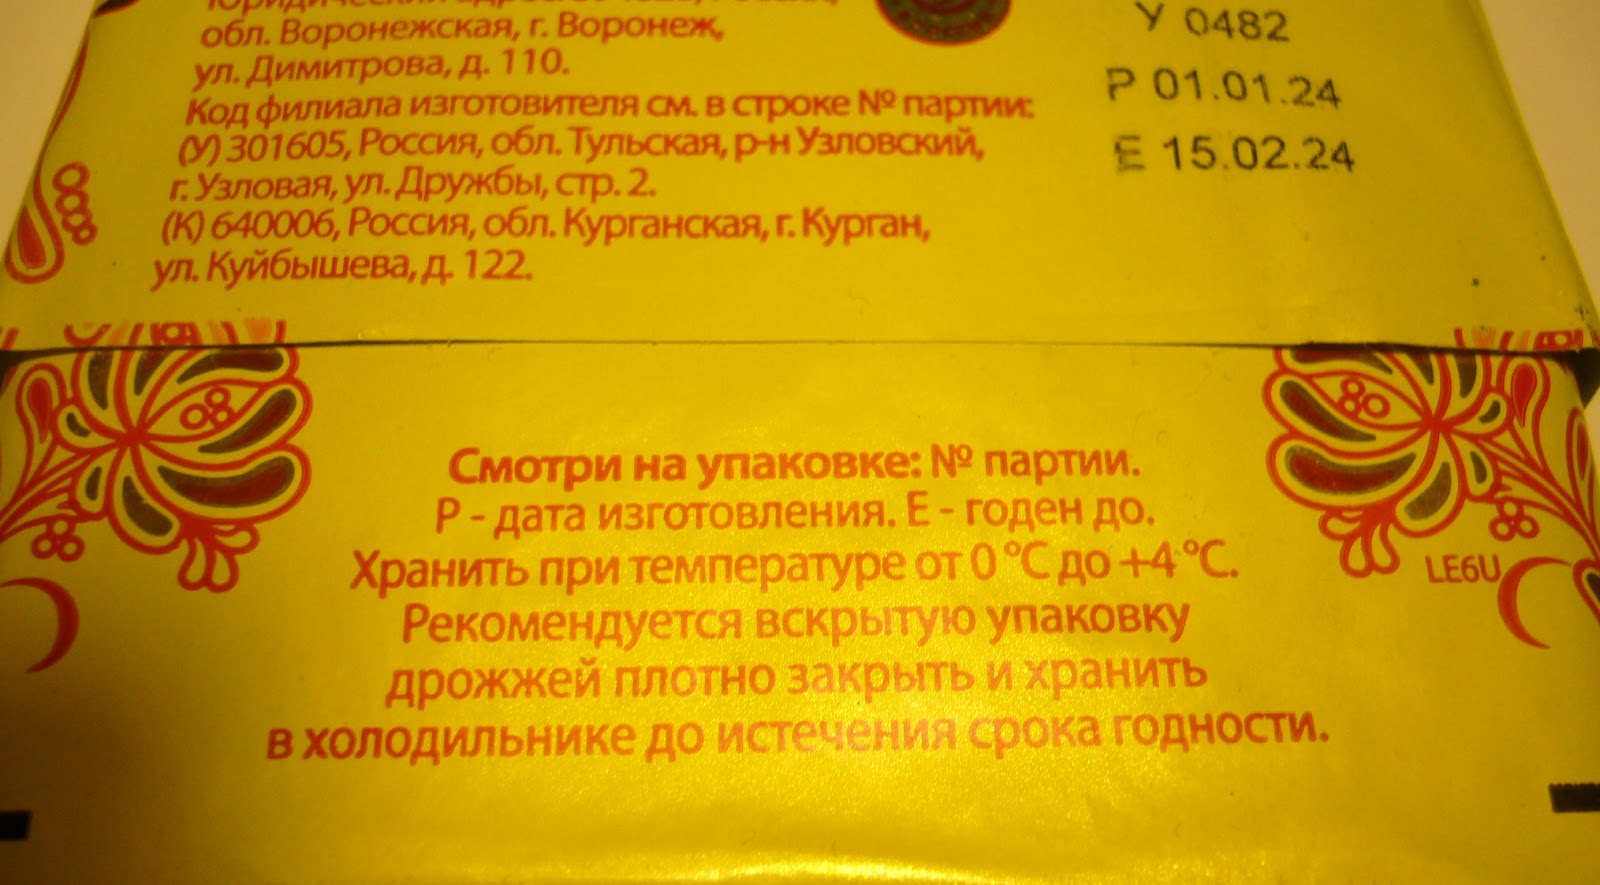 обл. Воронежская, г. Воронеж,
ул. Димитрова, д. 110.
Код филиала изготовителя см. в строке № партии:
(У) 301605, Россия, обл. Тульская, р-н Узловский,
г. Узловая, ул. Дружбы, стр. 2.
(К) 640006, Россия, обл. Курганская, г. Курган,
ул. Куйбышева, д. 122.
У 0482
P 01.01.24
E 15.02.24
Смотри на упаковке: № партии.
Р - дата изготовления. Е - годен до.
Хранить при температуре от 0 °С до +4 °С.
Рекомендуется вскрытую упаковку
дрожжей плотно закрыть и хранить
в холодильнике до истечения срока годности.
LE6U